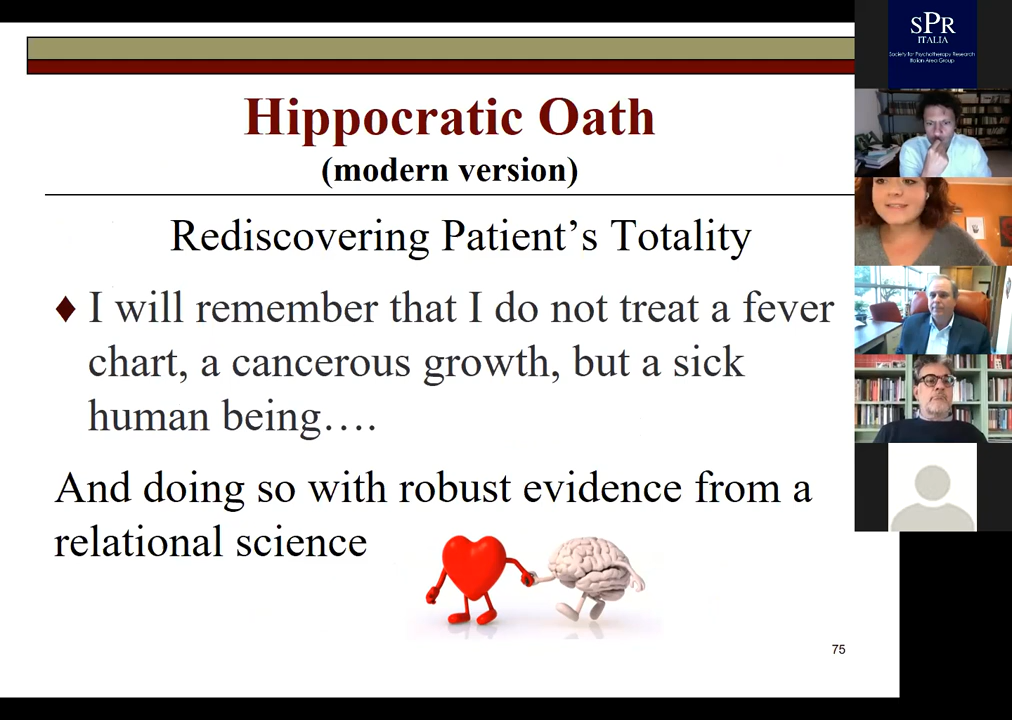 Hippocratic Oath
(modern version)
Rediscovering Patient's Totality
♦ I will remember that I do not treat a fever
chart, a cancerous growth, but a sick
human being….
And doing so with robust evidence from a
relational science
75
SPR
ITALIA
Society for Psychotherapy Research
Italian Area Group